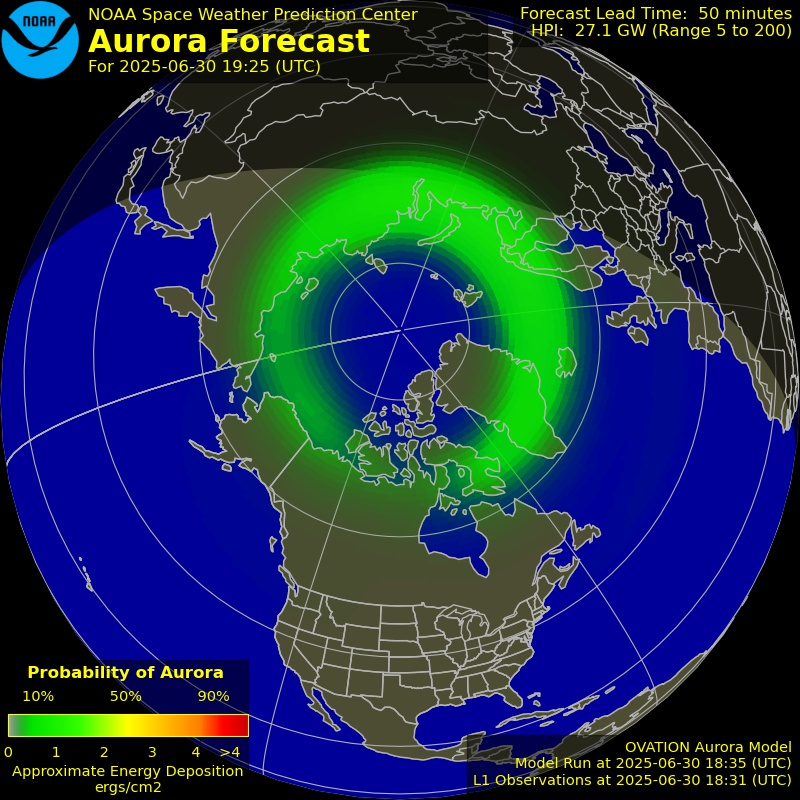 NOAA
NOAA Space Weather Prediction Center
Aurora Forecast
For 2025-06-30 19:25 (UTC)
Forecast Lead Time: 50 minutes
HPI: 27.1 GW (Range 5 to 200)
Probability of Aurora
10% 50% 90%
0 1 2 3 4 >4
Approximate Energy Deposition
ergs/cm2
OVATION Aurora Model
Model Run at 2025-06-30 18:35 (UTC)
L1 Observations at 2025-06-30 18:31 (UTC)